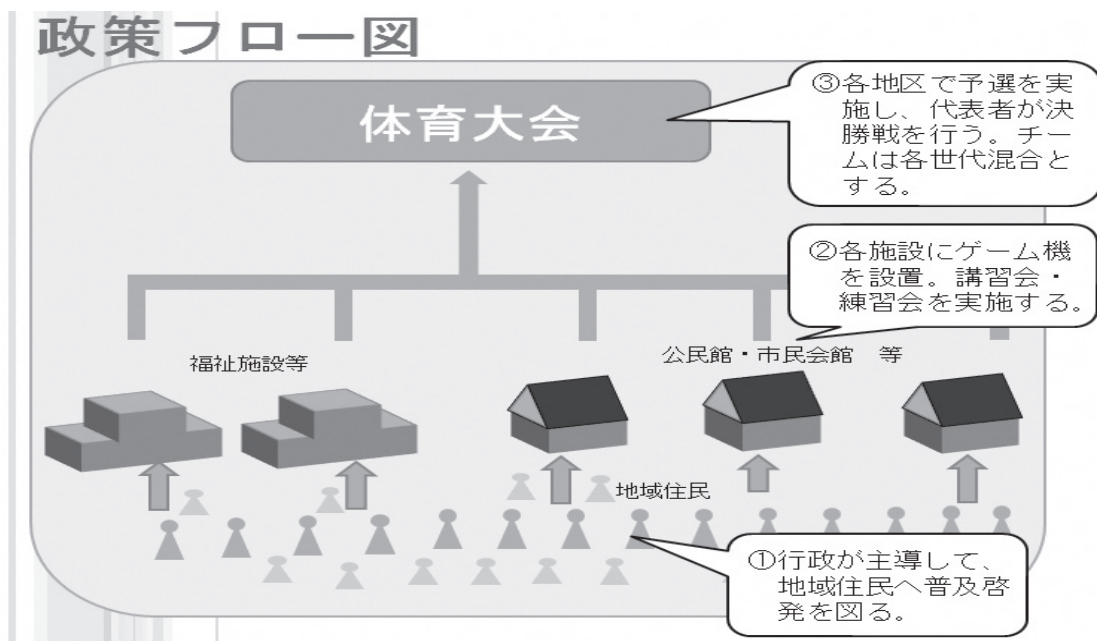 政策フロー図
体育大会
③各地区で予選を実
施し、代表者が決
勝戦を行う。チー
ムは各世代混合と
する。
②各施設にゲーム機
を設置。講習会・
練習会を実施する。
福祉施設等
公民館・市民会館　等
地域住民
①行政が主導して、
地域住民へ普及啓
発を図る。